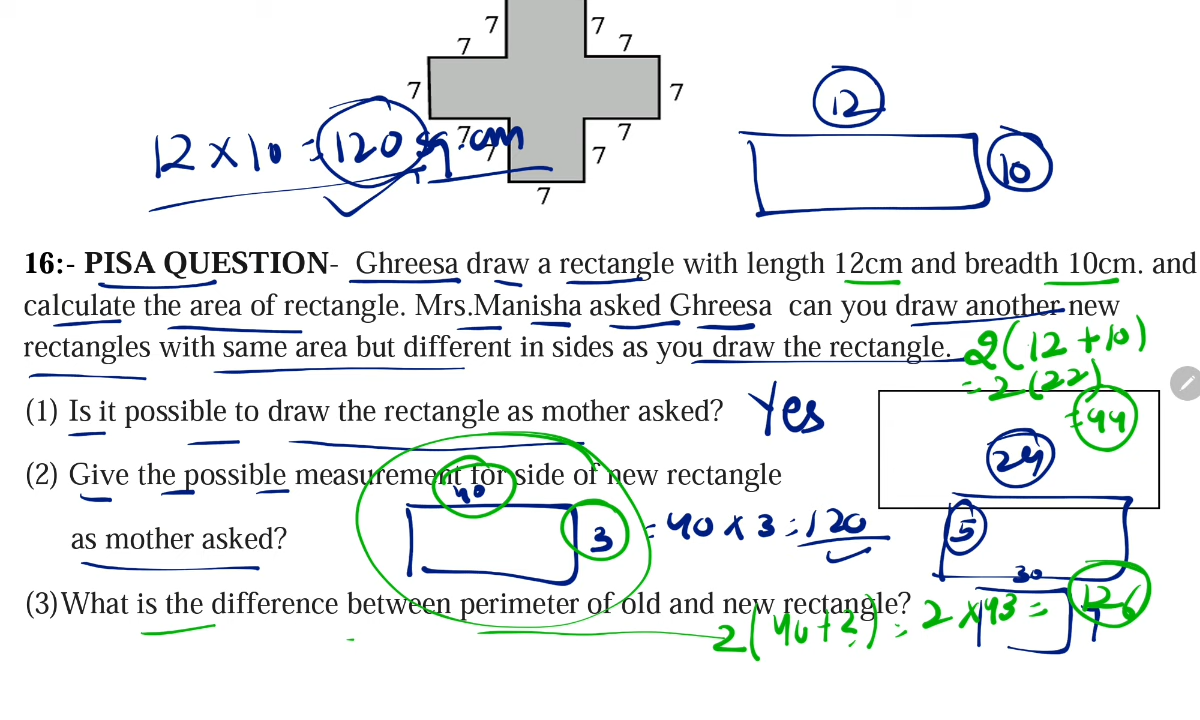 7 7
7 7
7 7
12
12 x 10 = 120 sq.cm
7 7
7 7
10
7
16:- PISA QUESTION- Ghreesa draw a rectangle with length 12cm and breadth 10cm. and
calculate the area of rectangle. Mrs.Manisha asked Ghreesa can you draw another new
rectangles with same area but different in sides as you draw the rectangle.
2(12+10)
= 2(22)
= 44
(1) Is it possible to draw the rectangle as mother asked?
Yes
(2) Give the possible measurement for side of new rectangle
24
40
as mother asked?
3 = 40 x 3 = 120
5
30
(3)What is the difference between perimeter of old and new rectangle?
2(40+3) = 2 x 43 =